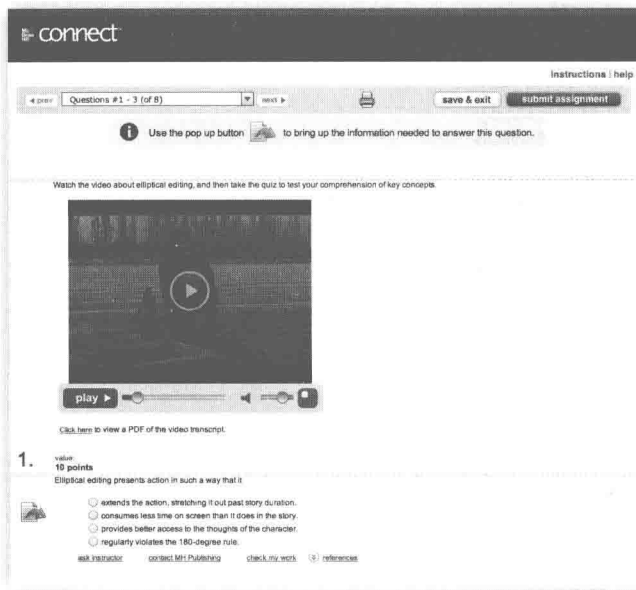 connect
instructions | help
prev Questions #1 - 3 (of 8) next save & exit submit assignment
i Use the pop up button to bring up the information needed to answer this question.
Watch the video about elliptical editing, and then take the quiz to test your comprehension of key concepts.
play
Click here to view a PDF of the video transcript.
1.
value:
10 points
Elliptical editing presents action in such a way that it
extends the action, stretching it out past story duration.
consumes less time on screen than it does in the story.
provides better access to the thoughts of the character.
regularly violates the 180-degree rule.
ask instructor contact MH Publishing check my work references